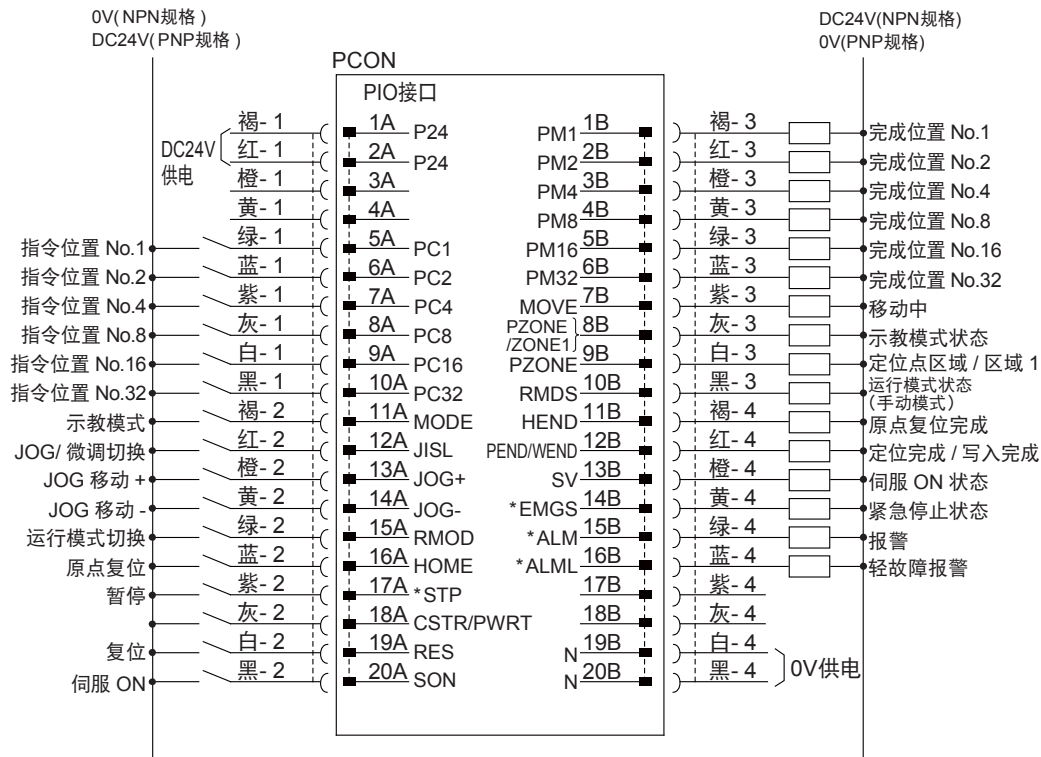 0V(NPN规格)
DC24V(PNP规格)
DC24V(NPN规格)
0V(PNP规格)
PCON
PIO接口
DC24V
供电
褐- 1 1A P24 PM1 1B 褐- 3 完成位置 No.1
红- 1 2A P24 PM2 2B 红- 3 完成位置 No.2
橙- 1 3A PM4 3B 橙- 3 完成位置 No.4
黄- 1 4A PM8 4B 黄- 3 完成位置 No.8
指令位置 No.1 绿- 1 5A PC1 PM16 5B 绿- 3 完成位置 No.16
指令位置 No.2 蓝- 1 6A PC2 PM32 6B 蓝- 3 完成位置 No.32
指令位置 No.4 紫- 1 7A PC4 MOVE 7B 紫- 3 移动中
指令位置 No.8 灰- 1 8A PC8 PZONE /ZONE1 8B 灰- 3 示教模式状态
指令位置 No.16 白- 1 9A PC16 PZONE 9B 白- 3 定位点区域 / 区域 1
指令位置 No.32 黑- 1 10A PC32 RMDS 10B 黑- 3 运行模式状态
(手动模式)
示教模式 褐- 2 11A MODE HEND 11B 褐- 4 原点复位完成
JOG/ 微调切换 红- 2 12A JISL PEND/WEND 12B 红- 4 定位完成 / 写入完成
JOG 移动 + 橙- 2 13A JOG+ SV 13B 橙- 4 伺服 ON 状态
JOG 移动 - 黄- 2 14A JOG- *EMGS 14B 黄- 4 紧急停止状态
运行模式切换 绿- 2 15A RMOD *ALM 15B 绿- 4 报警
原点复位 蓝- 2 16A HOME *ALML 16B 蓝- 4 轻故障报警
暂停 紫- 2 17A *STP 17B 紫- 4
灰- 2 18A CSTR/PWRT 18B 灰- 4
复位 白- 2 19A RES N 19B 白- 4
伺服 ON 黑- 2 20A SON N 20B 黑- 4
0V供电